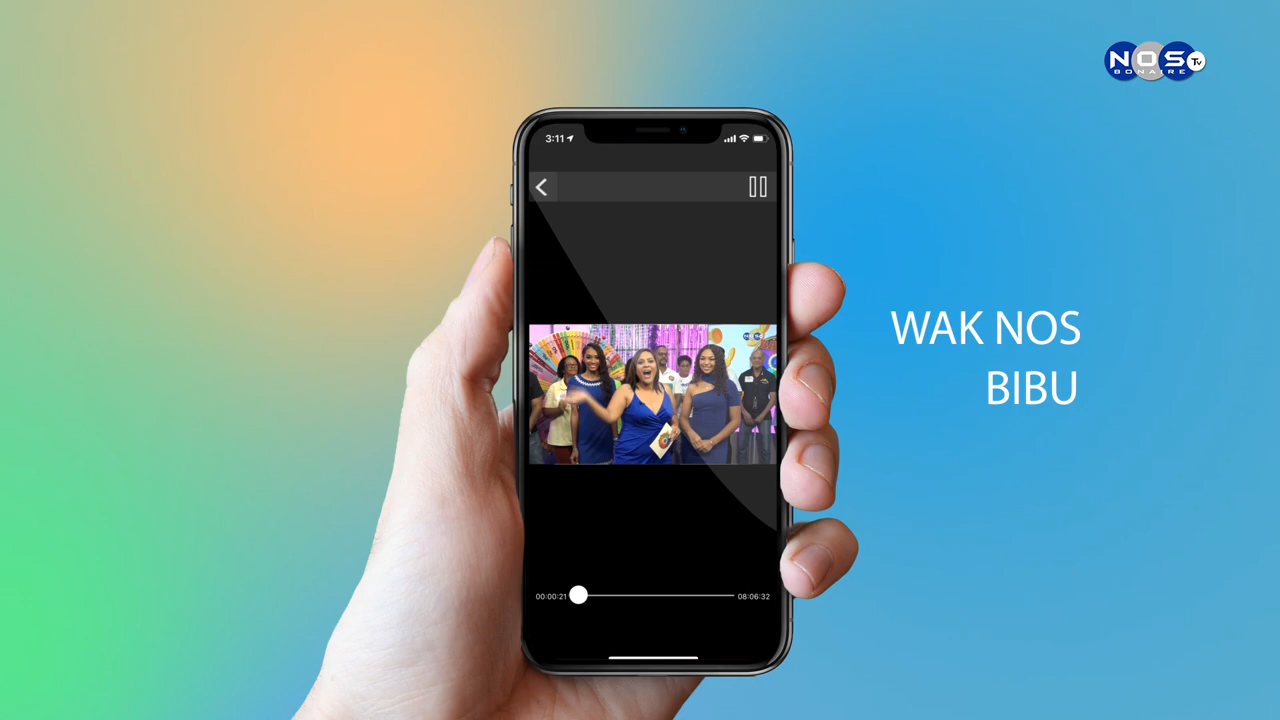 NOS Tv
BONAIRE
3:11
WAK NOS
BIBU
00:00:21
08:06:32